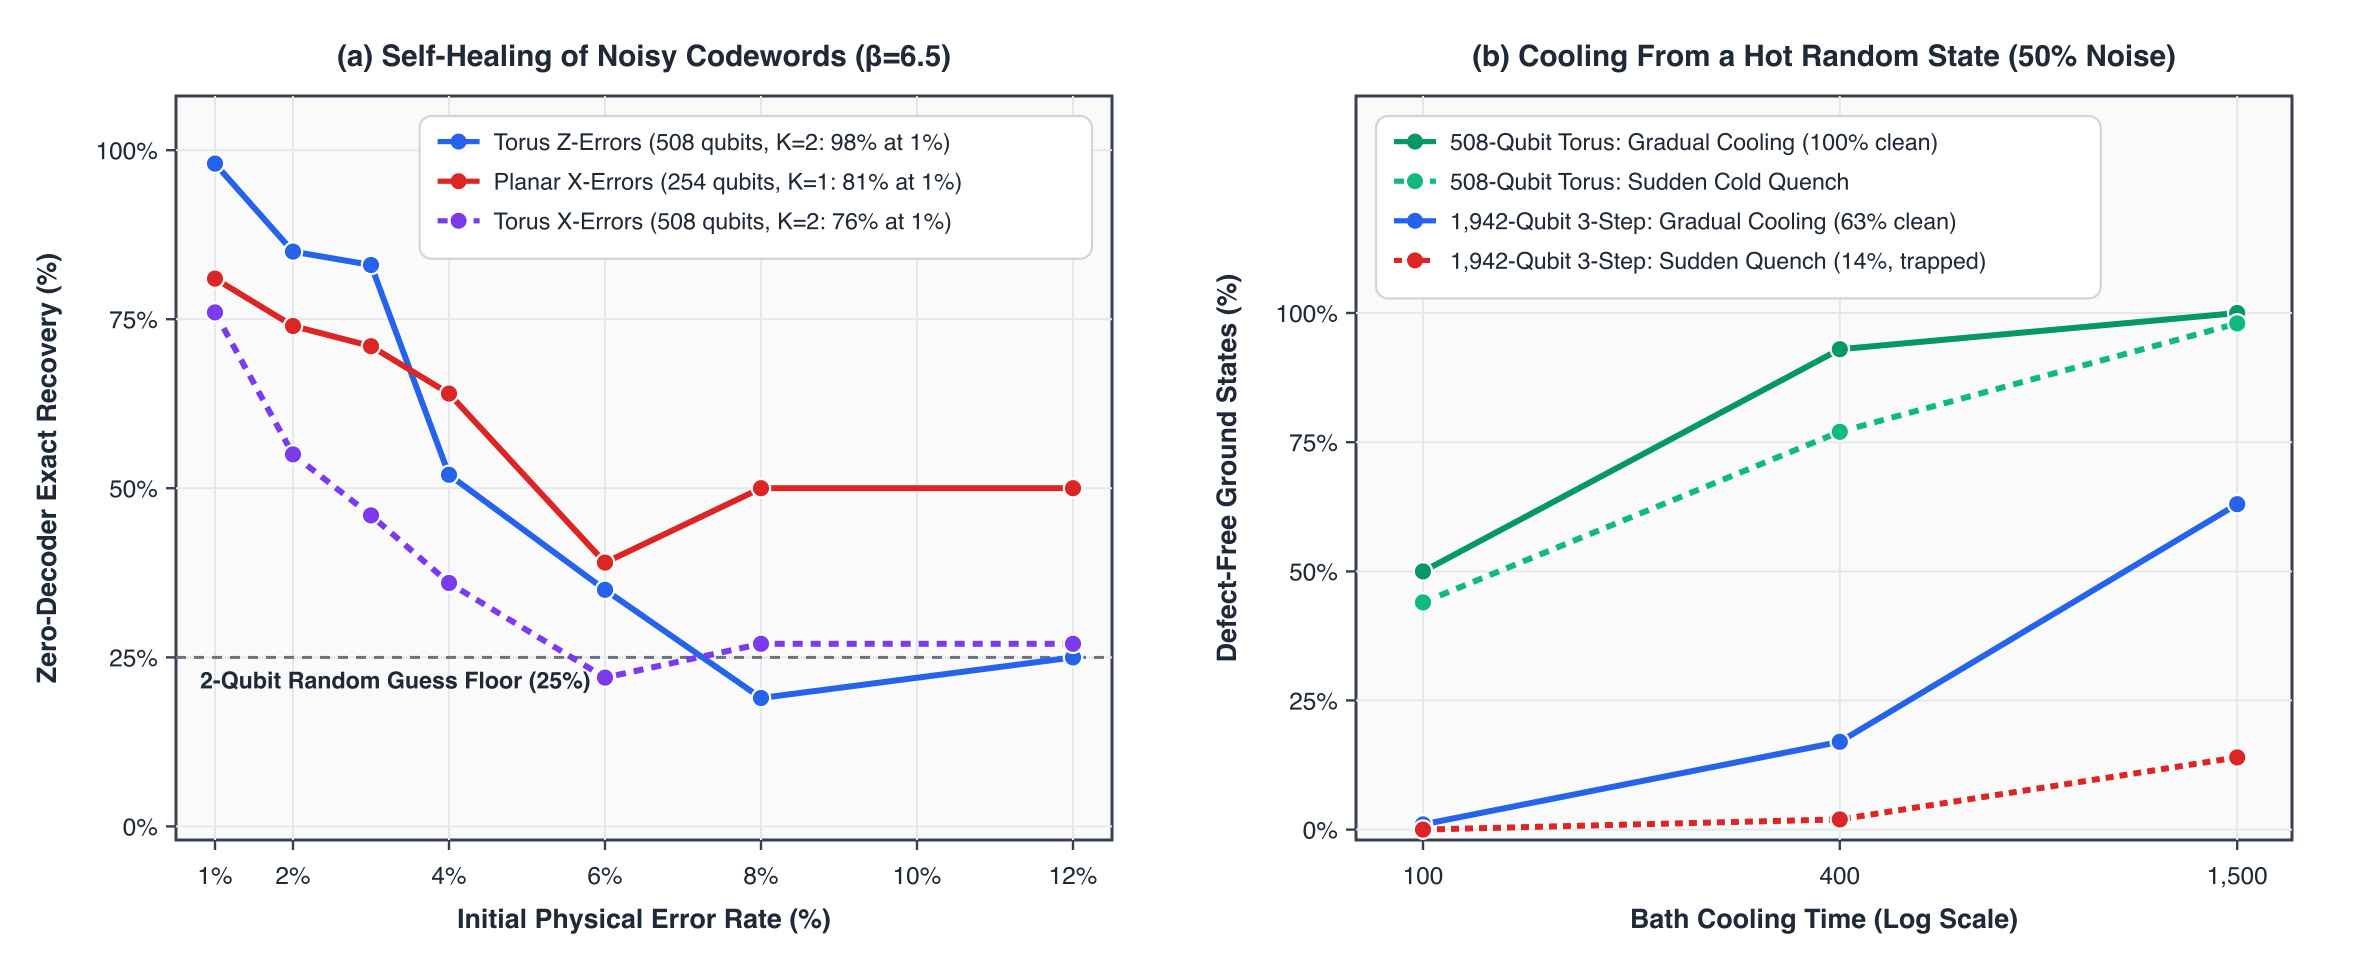 (a) Self-Healing of Noisy Codewords (β=6.5)
Torus Z-Errors (508 qubits, K=2: 98% at 1%)
Planar X-Errors (254 qubits, K=1: 81% at 1%)
Torus X-Errors (508 qubits, K=2: 76% at 1%)
Zero-Decoder Exact Recovery (%)
100%
75%
50%
25%
0%
2-Qubit Random Guess Floor (25%)
1%
2%
4%
6%
8%
10%
12%
Initial Physical Error Rate (%)
(b) Cooling From a Hot Random State (50% Noise)
508-Qubit Torus: Gradual Cooling (100% clean)
508-Qubit Torus: Sudden Cold Quench
1,942-Qubit 3-Step: Gradual Cooling (63% clean)
1,942-Qubit 3-Step: Sudden Quench (14%, trapped)
Defect-Free Ground States (%)
100%
75%
50%
25%
0%
100
400
1,500
Bath Cooling Time (Log Scale)